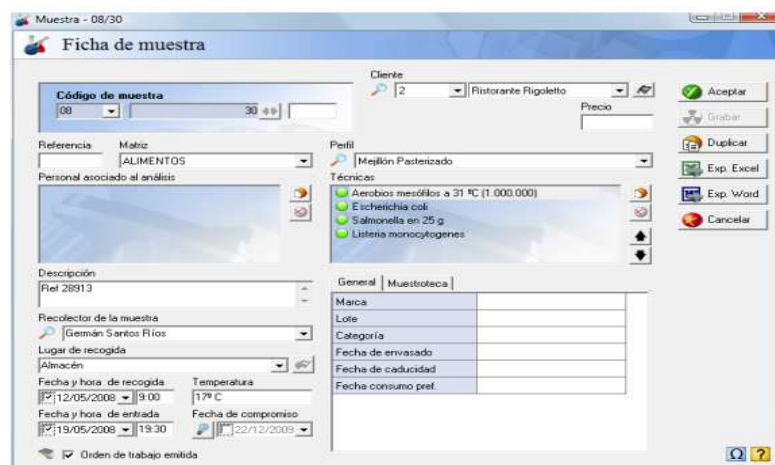 Muestra - 08/30
Ficha de muestra
Cliente
2 Ristorante Rigoletto
Código de muestra
08 30
Precio
Referencia Matriz
ALIMENTOS
Perfil
Mejillón Pasterizado
Personal asociado al análisis
Técnicas
Aerobios mesófilos a 31 ºC (1.000.000)
Escherichia coli
Salmonella en 25 g
Listeria monocytogenes
Descripción
Ref 28913
Recolector de la muestra
Germán Santos Ríos
Lugar de recogida
Almacén
Fecha y hora de recogida Temperatura
12/05/2008 9:00 17º C
Fecha y hora de entrada Fecha de compromiso
19/05/2008 19:30 22/12/2009
Orden de trabajo emitida
General Muestroteca
Marca
Lote
Categoría
Fecha de envasado
Fecha de caducidad
Fecha consumo pref.
Aceptar
Grabar
Duplicar
Exp. Excel
Exp. Word
Cancelar
Ω ?